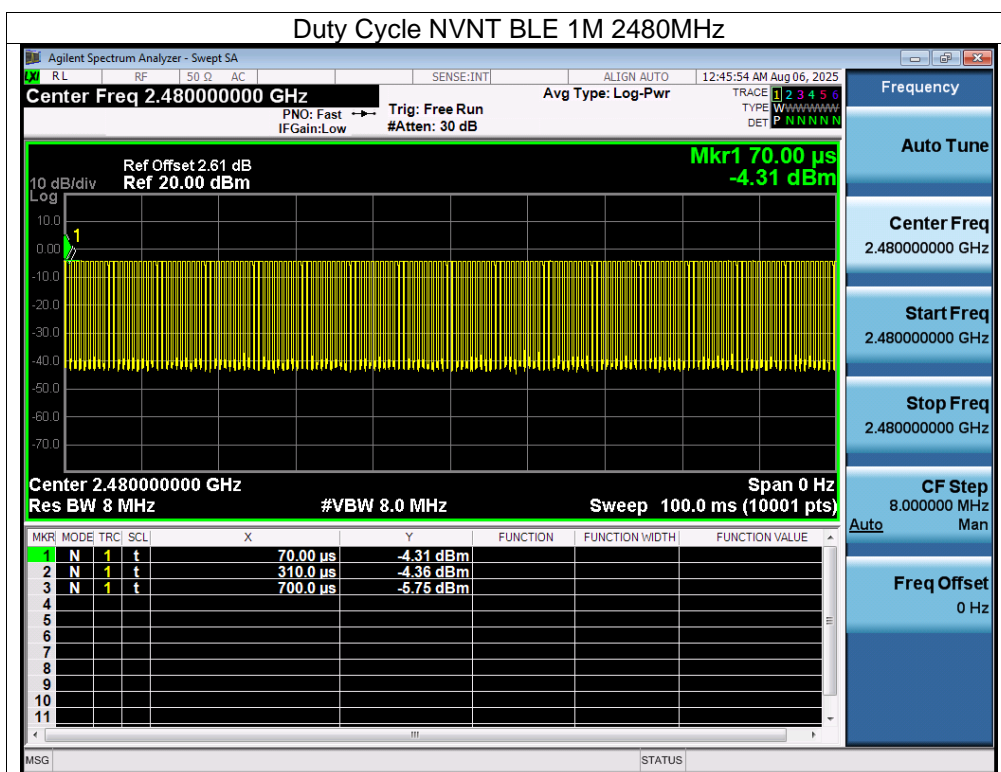 Duty Cycle NVNT BLE 1M 2480MHz
Agilent Spectrum Analyzer - Swept SA
LXI RL RF 50 Ω AC SENSE:INT ALIGN AUTO 12:45:54 AM Aug 06, 2025
Center Freq 2.480000000 GHz
PNO: Fast
IFGain:Low
Trig: Free Run
#Atten: 30 dB
Avg Type: Log-Pwr
TRACE 1 2 3 4 5 6
TYPE WWWWWWW
DET P N N N N N
Ref Offset 2.61 dB
10 dB/div Ref 20.00 dBm
Log
Mkr1 70.00 µs
-4.31 dBm
1
10.0
0.00
-10.0
-20.0
-30.0
-40.0
-50.0
-60.0
-70.0
Center 2.480000000 GHz Span 0 Hz
Res BW 8 MHz #VBW 8.0 MHz Sweep 100.0 ms (10001 pts)
MKR MODE TRC SCL X Y FUNCTION FUNCTION WIDTH FUNCTION VALUE
1 N 1 t 70.00 µs -4.31 dBm
2 N 1 t 310.0 µs -4.36 dBm
3 N 1 t 700.0 µs -5.75 dBm
4
5
6
7
8
9
10
11
MSG STATUS
Frequency
Auto Tune
Center Freq
2.480000000 GHz
Start Freq
2.480000000 GHz
Stop Freq
2.480000000 GHz
CF Step
8.000000 MHz
Auto Man
Freq Offset
0 Hz